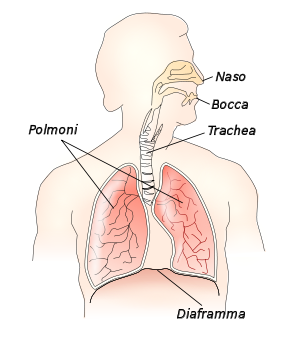 Naso
Bocca
Polmoni
Trachea
Diaframma